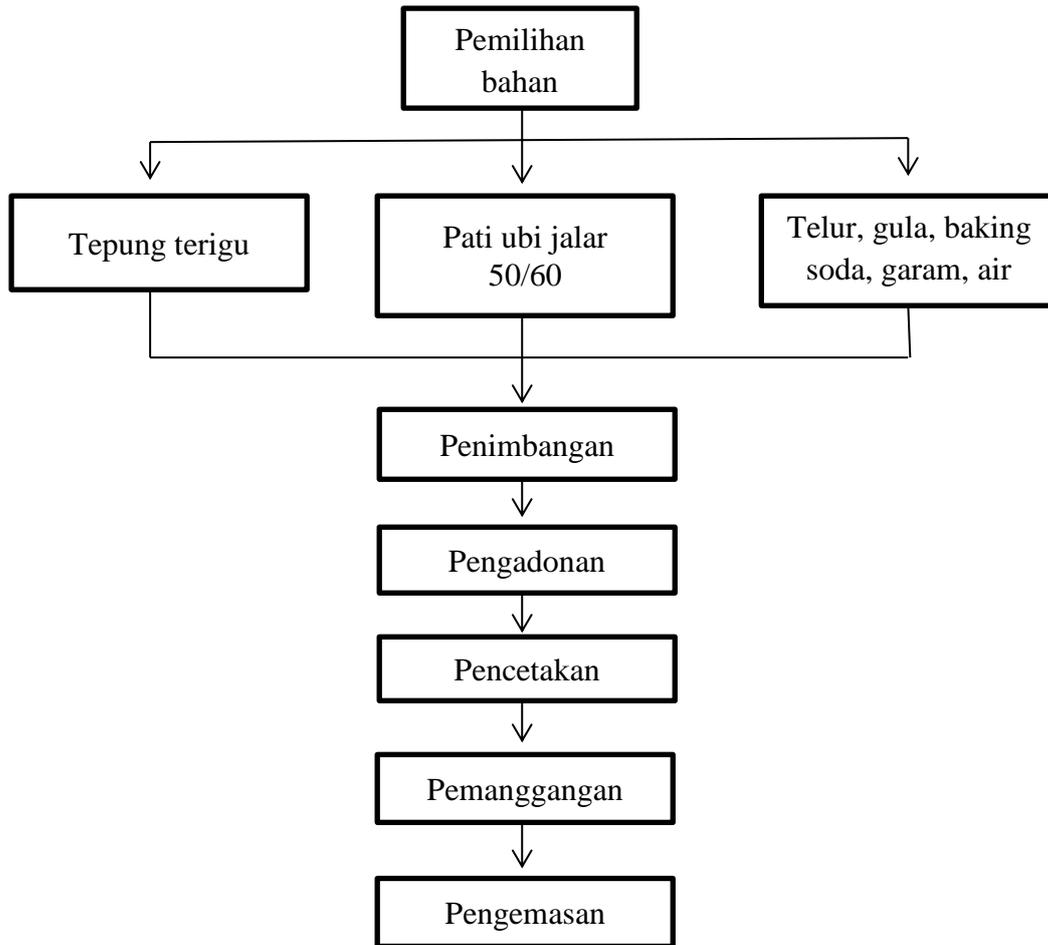 Pemilihan
bahan
Tepung terigu
Pati ubi jalar
50/60
Telur, gula, baking
soda, garam, air
Penimbangan
Pengadonan
Pencetakan
Pemanggangan
Pengemasan